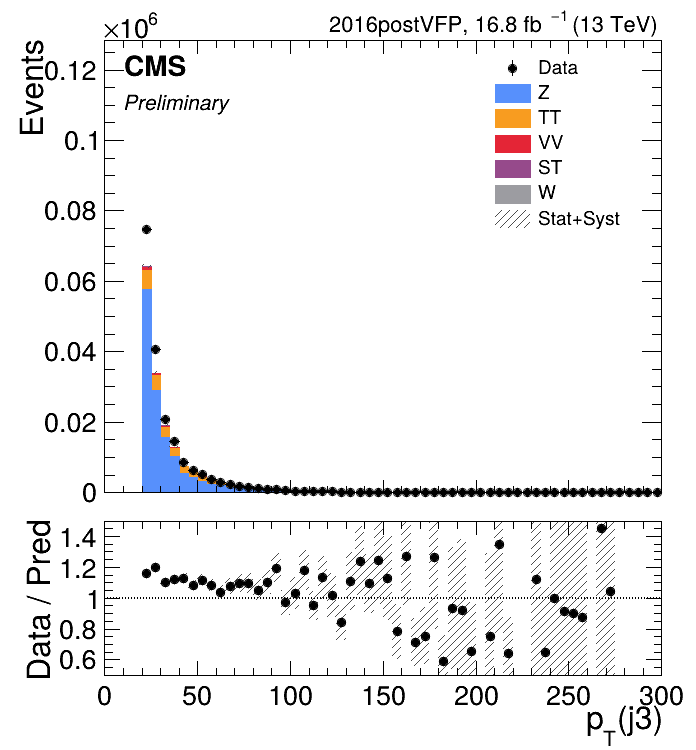 ×10⁶
2016postVFP, 16.8 fb⁻¹ (13 TeV)
Events
CMS
Preliminary
Data
Z
TT
VV
ST
W
Stat+Syst
0.12
0.1
0.08
0.06
0.04
0.02
0
Data / Pred
1.4
1.2
1
0.8
0.6
0 50 100 150 200 250 300
p_T(j3)